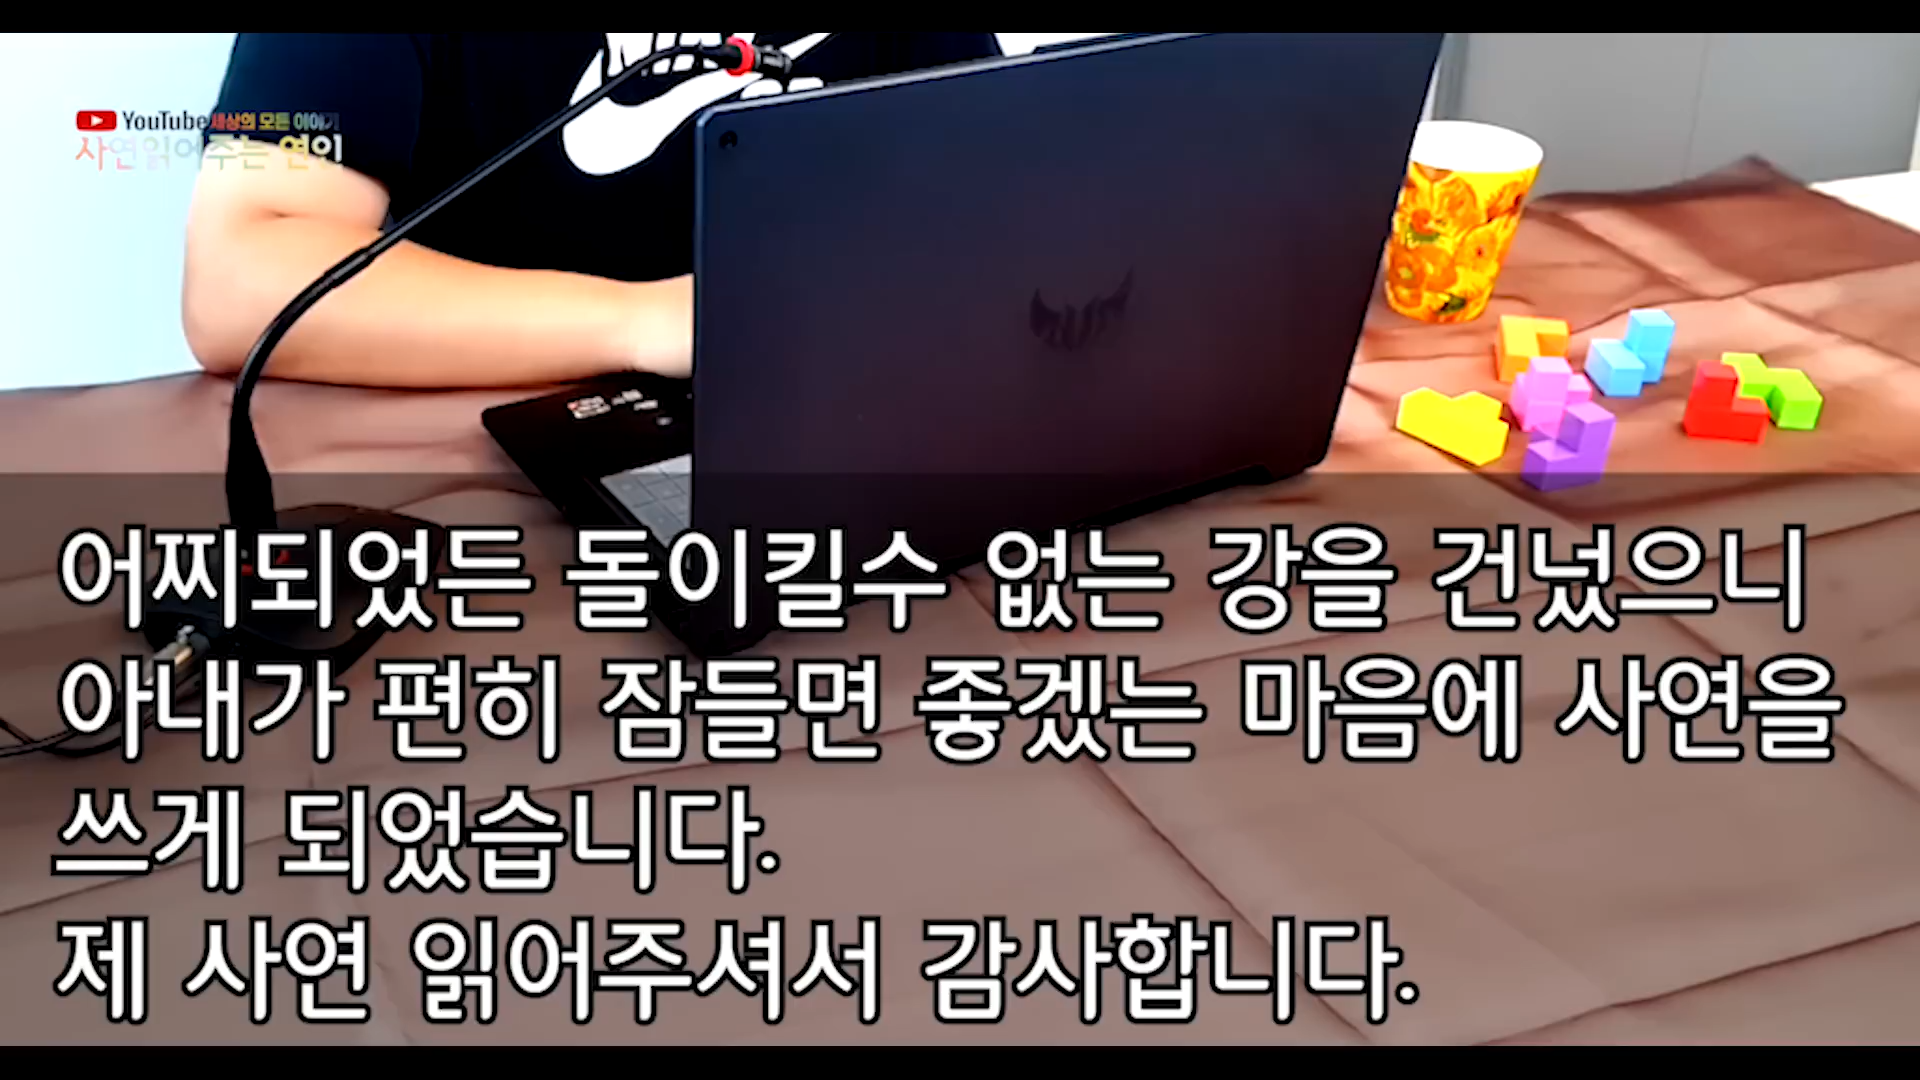 YouTube 세상의 모든 이야기
사연읽어주는 연인
어찌되었든 돌이킬수 없는 강을 건넜으니
아내가 편히 잠들면 좋겠는 마음에 사연을
쓰게 되었습니다.
제 사연 읽어주셔서 감사합니다.